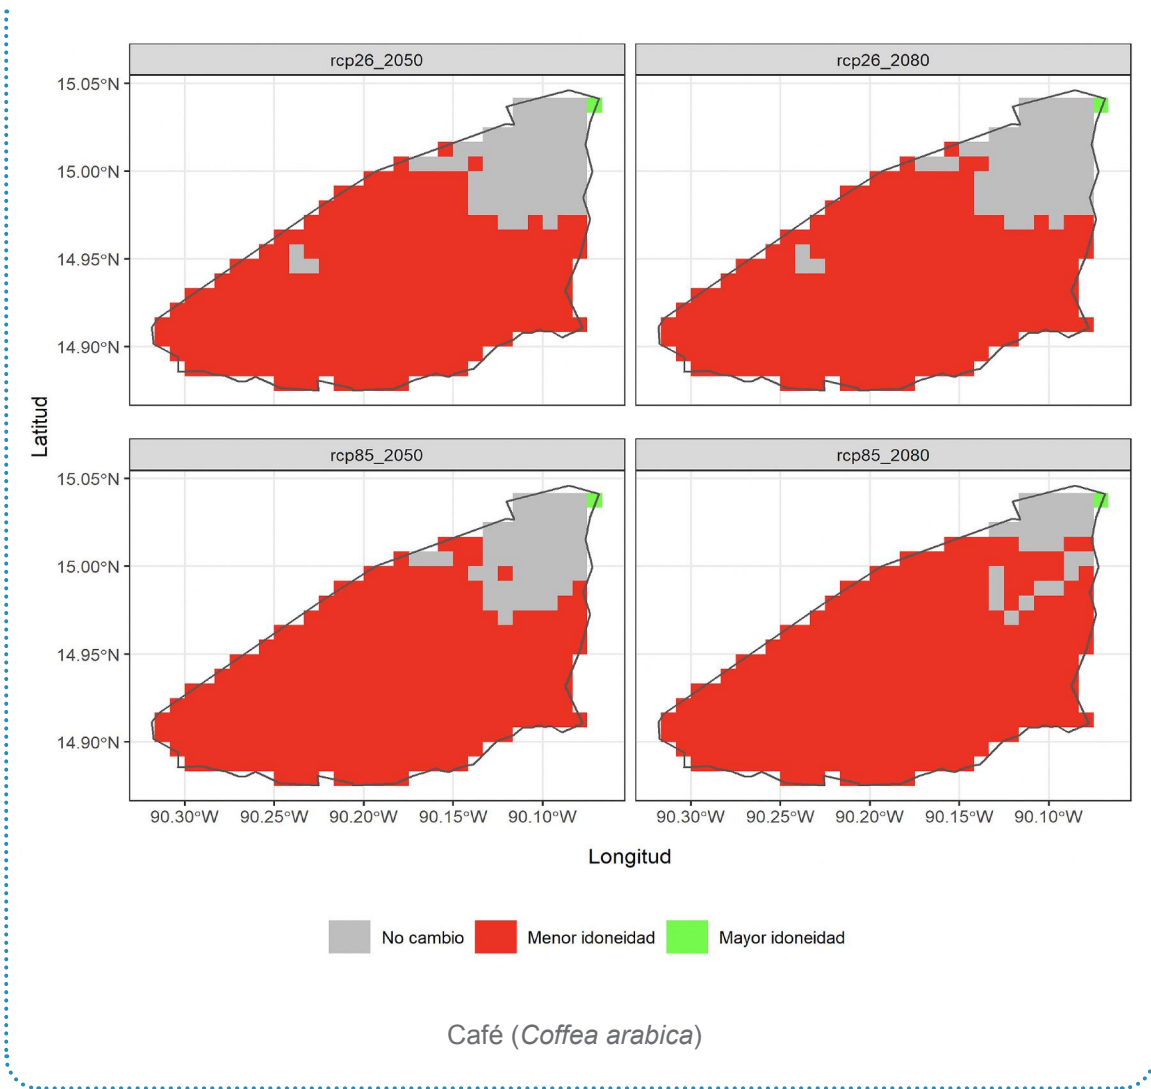 rcp26_2050
rcp26_2080
15.05°N
15.00°N
14.95°N
14.90°N
Latitud
rcp85_2050
rcp85_2080
15.05°N
15.00°N
14.95°N
14.90°N
90.30°W 90.25°W 90.20°W 90.15°W 90.10°W
90.30°W 90.25°W 90.20°W 90.15°W 90.10°W
Longitud
No cambio
Menor idoneidad
Mayor idoneidad
Café (Coffea arabica)